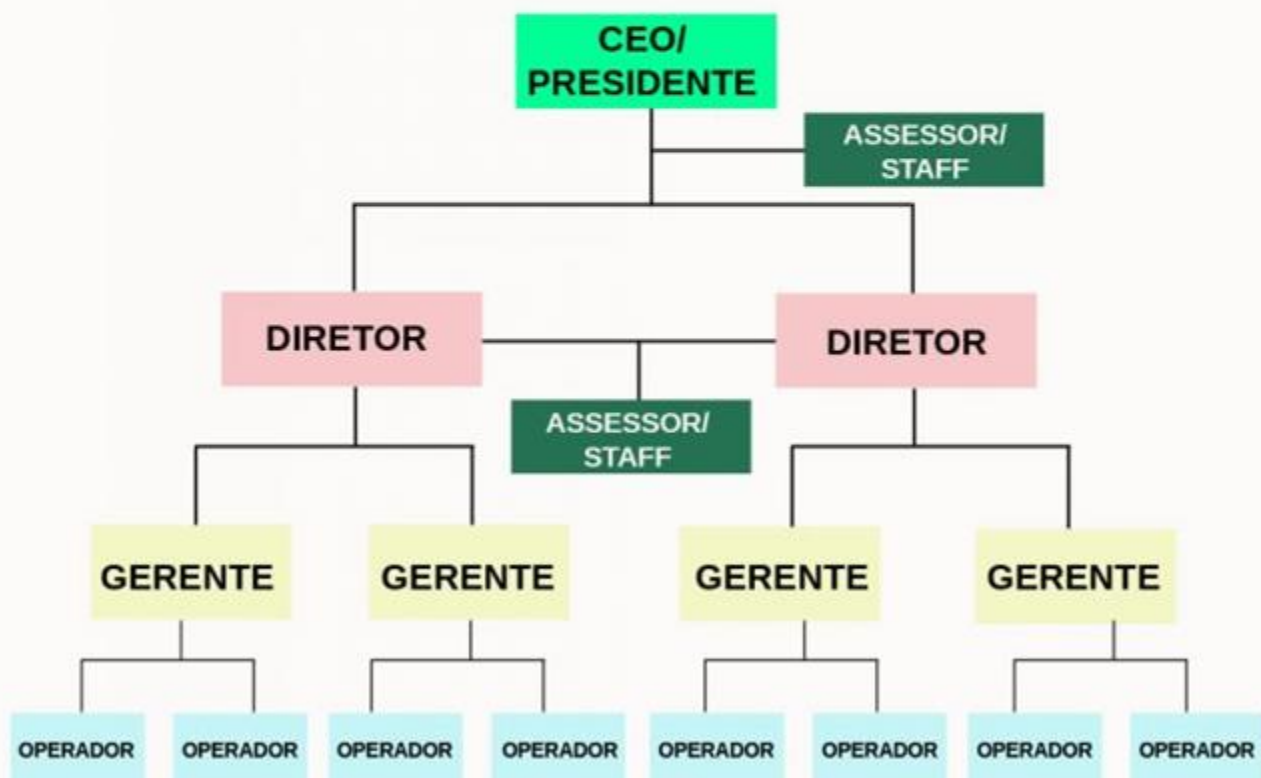 CEO/
PRESIDENTE
ASSESSOR/
STAFF
DIRETOR
DIRETOR
ASSESSOR/
STAFF
GERENTE
GERENTE
GERENTE
GERENTE
OPERADOR
OPERADOR
OPERADOR
OPERADOR
OPERADOR
OPERADOR
OPERADOR
OPERADOR